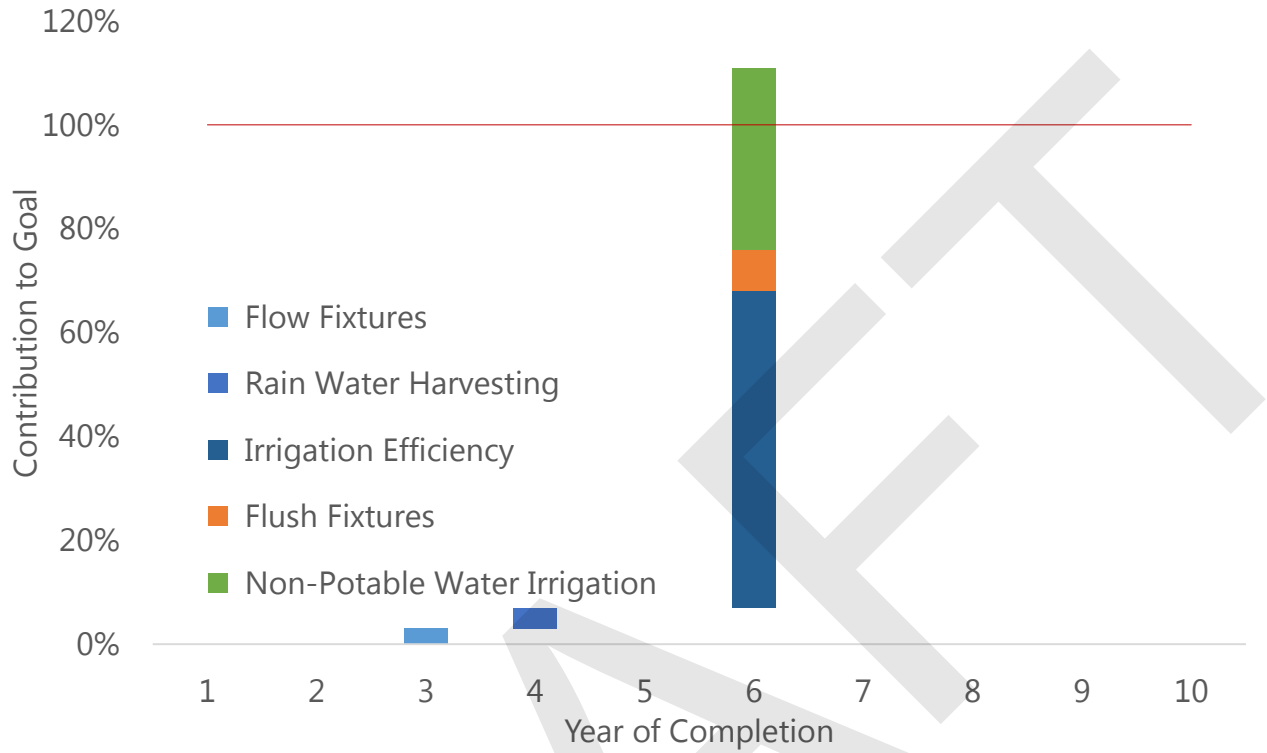 120%
100%
80%
60%
40%
20%
0%
Contribution to Goal
Flow Fixtures
Rain Water Harvesting
Irrigation Efficiency
Flush Fixtures
Non-Potable Water Irrigation
1 2 3 4 5 6 7 8 9 10
Year of Completion